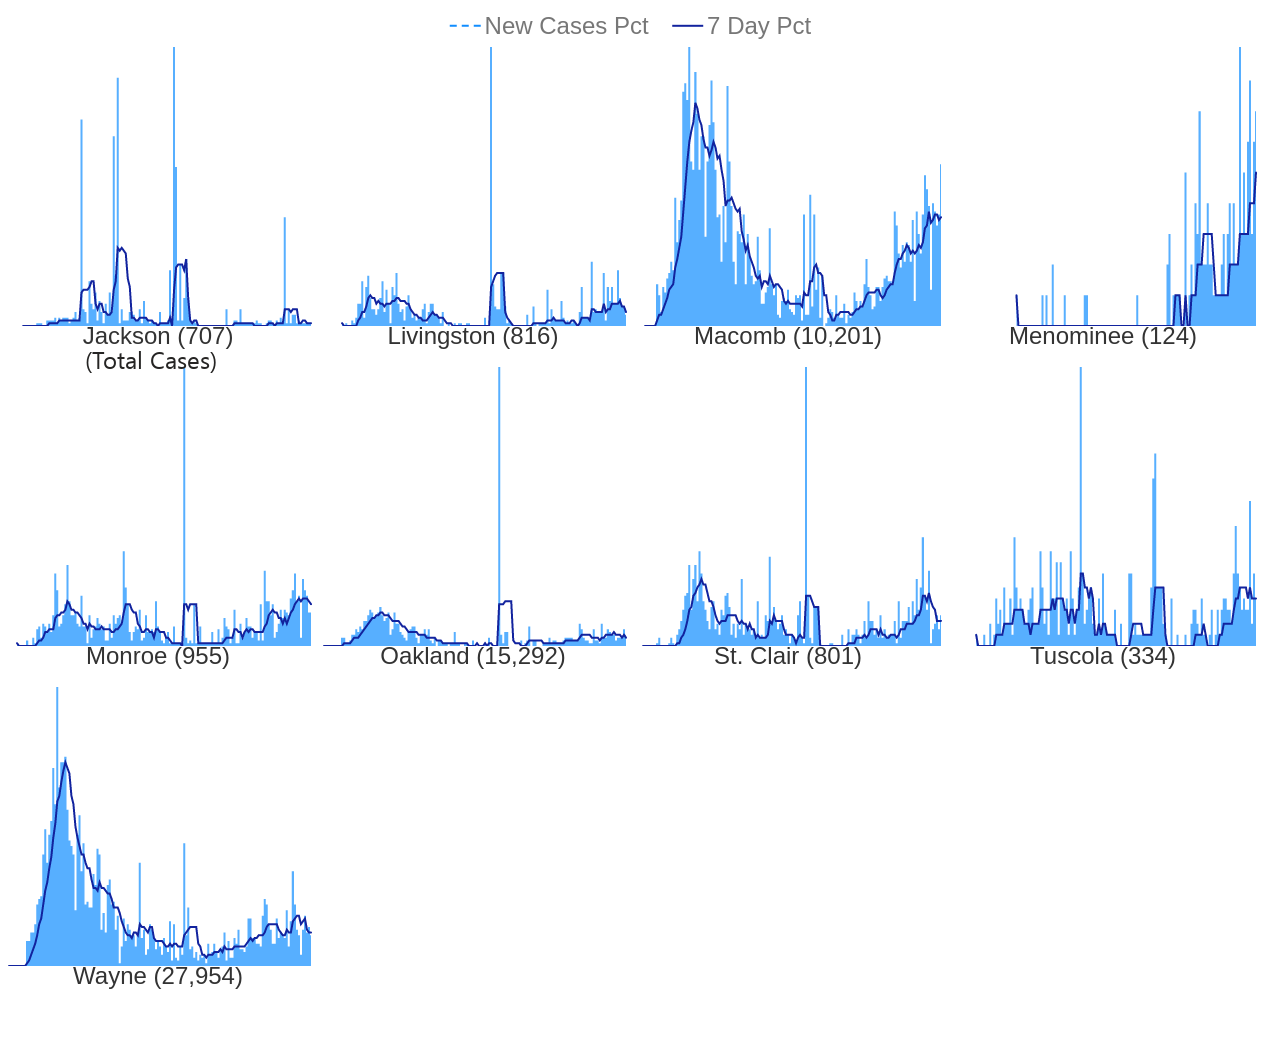 New Cases Pct 7 Day Pct
Jackson (707) Livingston (816) Macomb (10,201) Menominee (124)
(Total Cases)
Monroe (955) Oakland (15,292) St. Clair (801) Tuscola (334)
Wayne (27,954)